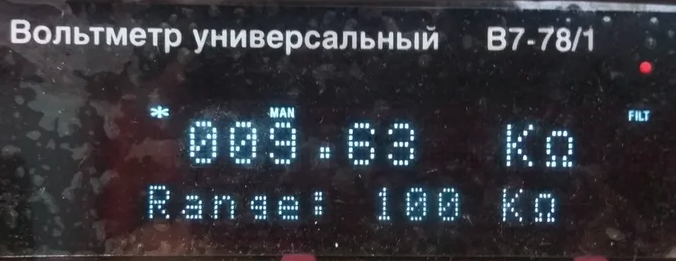 Вольтметр универсальный В7-78/1
MAN
* 009.63 KΩ FILT
Range: 100 KΩ